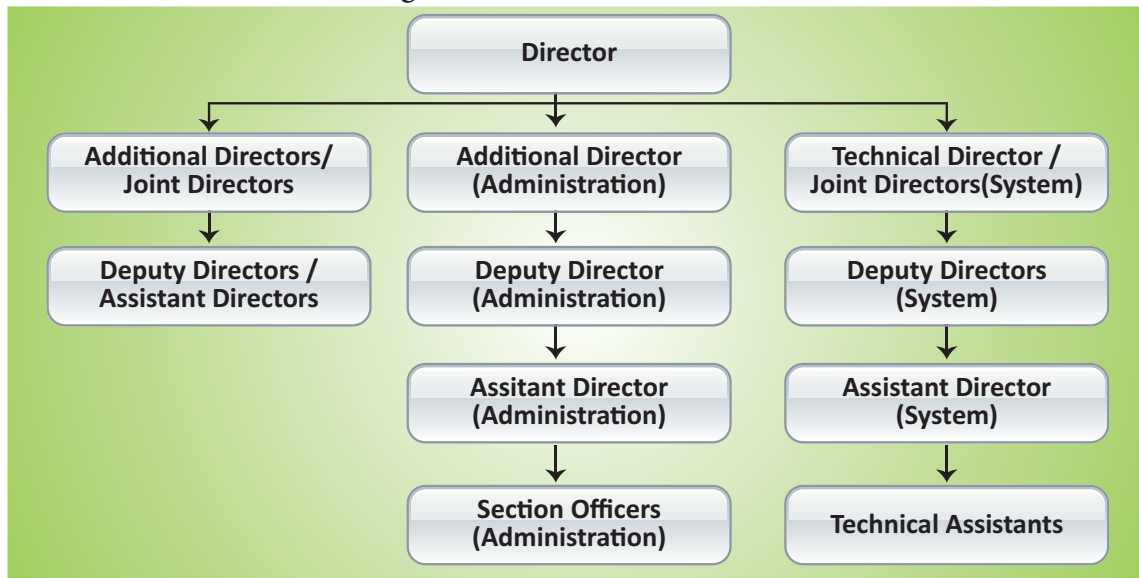 Director
Additional Directors/
Joint Directors
Additional Director
(Administration)
Technical Director /
Joint Directors(System)
Deputy Directors /
Assistant Directors
Deputy Director
(Administration)
Deputy Directors
(System)
Assitant Director
(Administration)
Assistant Director
(System)
Section Officers
(Administration)
Technical Assistants